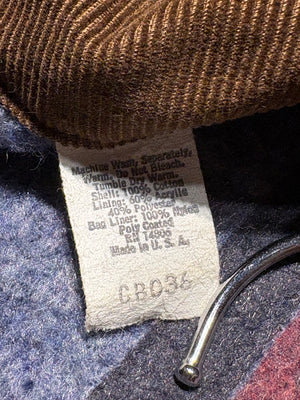 Machine Wash, Separately,
Warm, Do Not Bleach.
Tumble Dry Warm.
Shell: 100% Cotton
Lining: 60% Acrylic
40% Polyester
Bag Liner: 100% Nylon
Poly Coated
RN 14806
Made in U. S. A.
CBC36